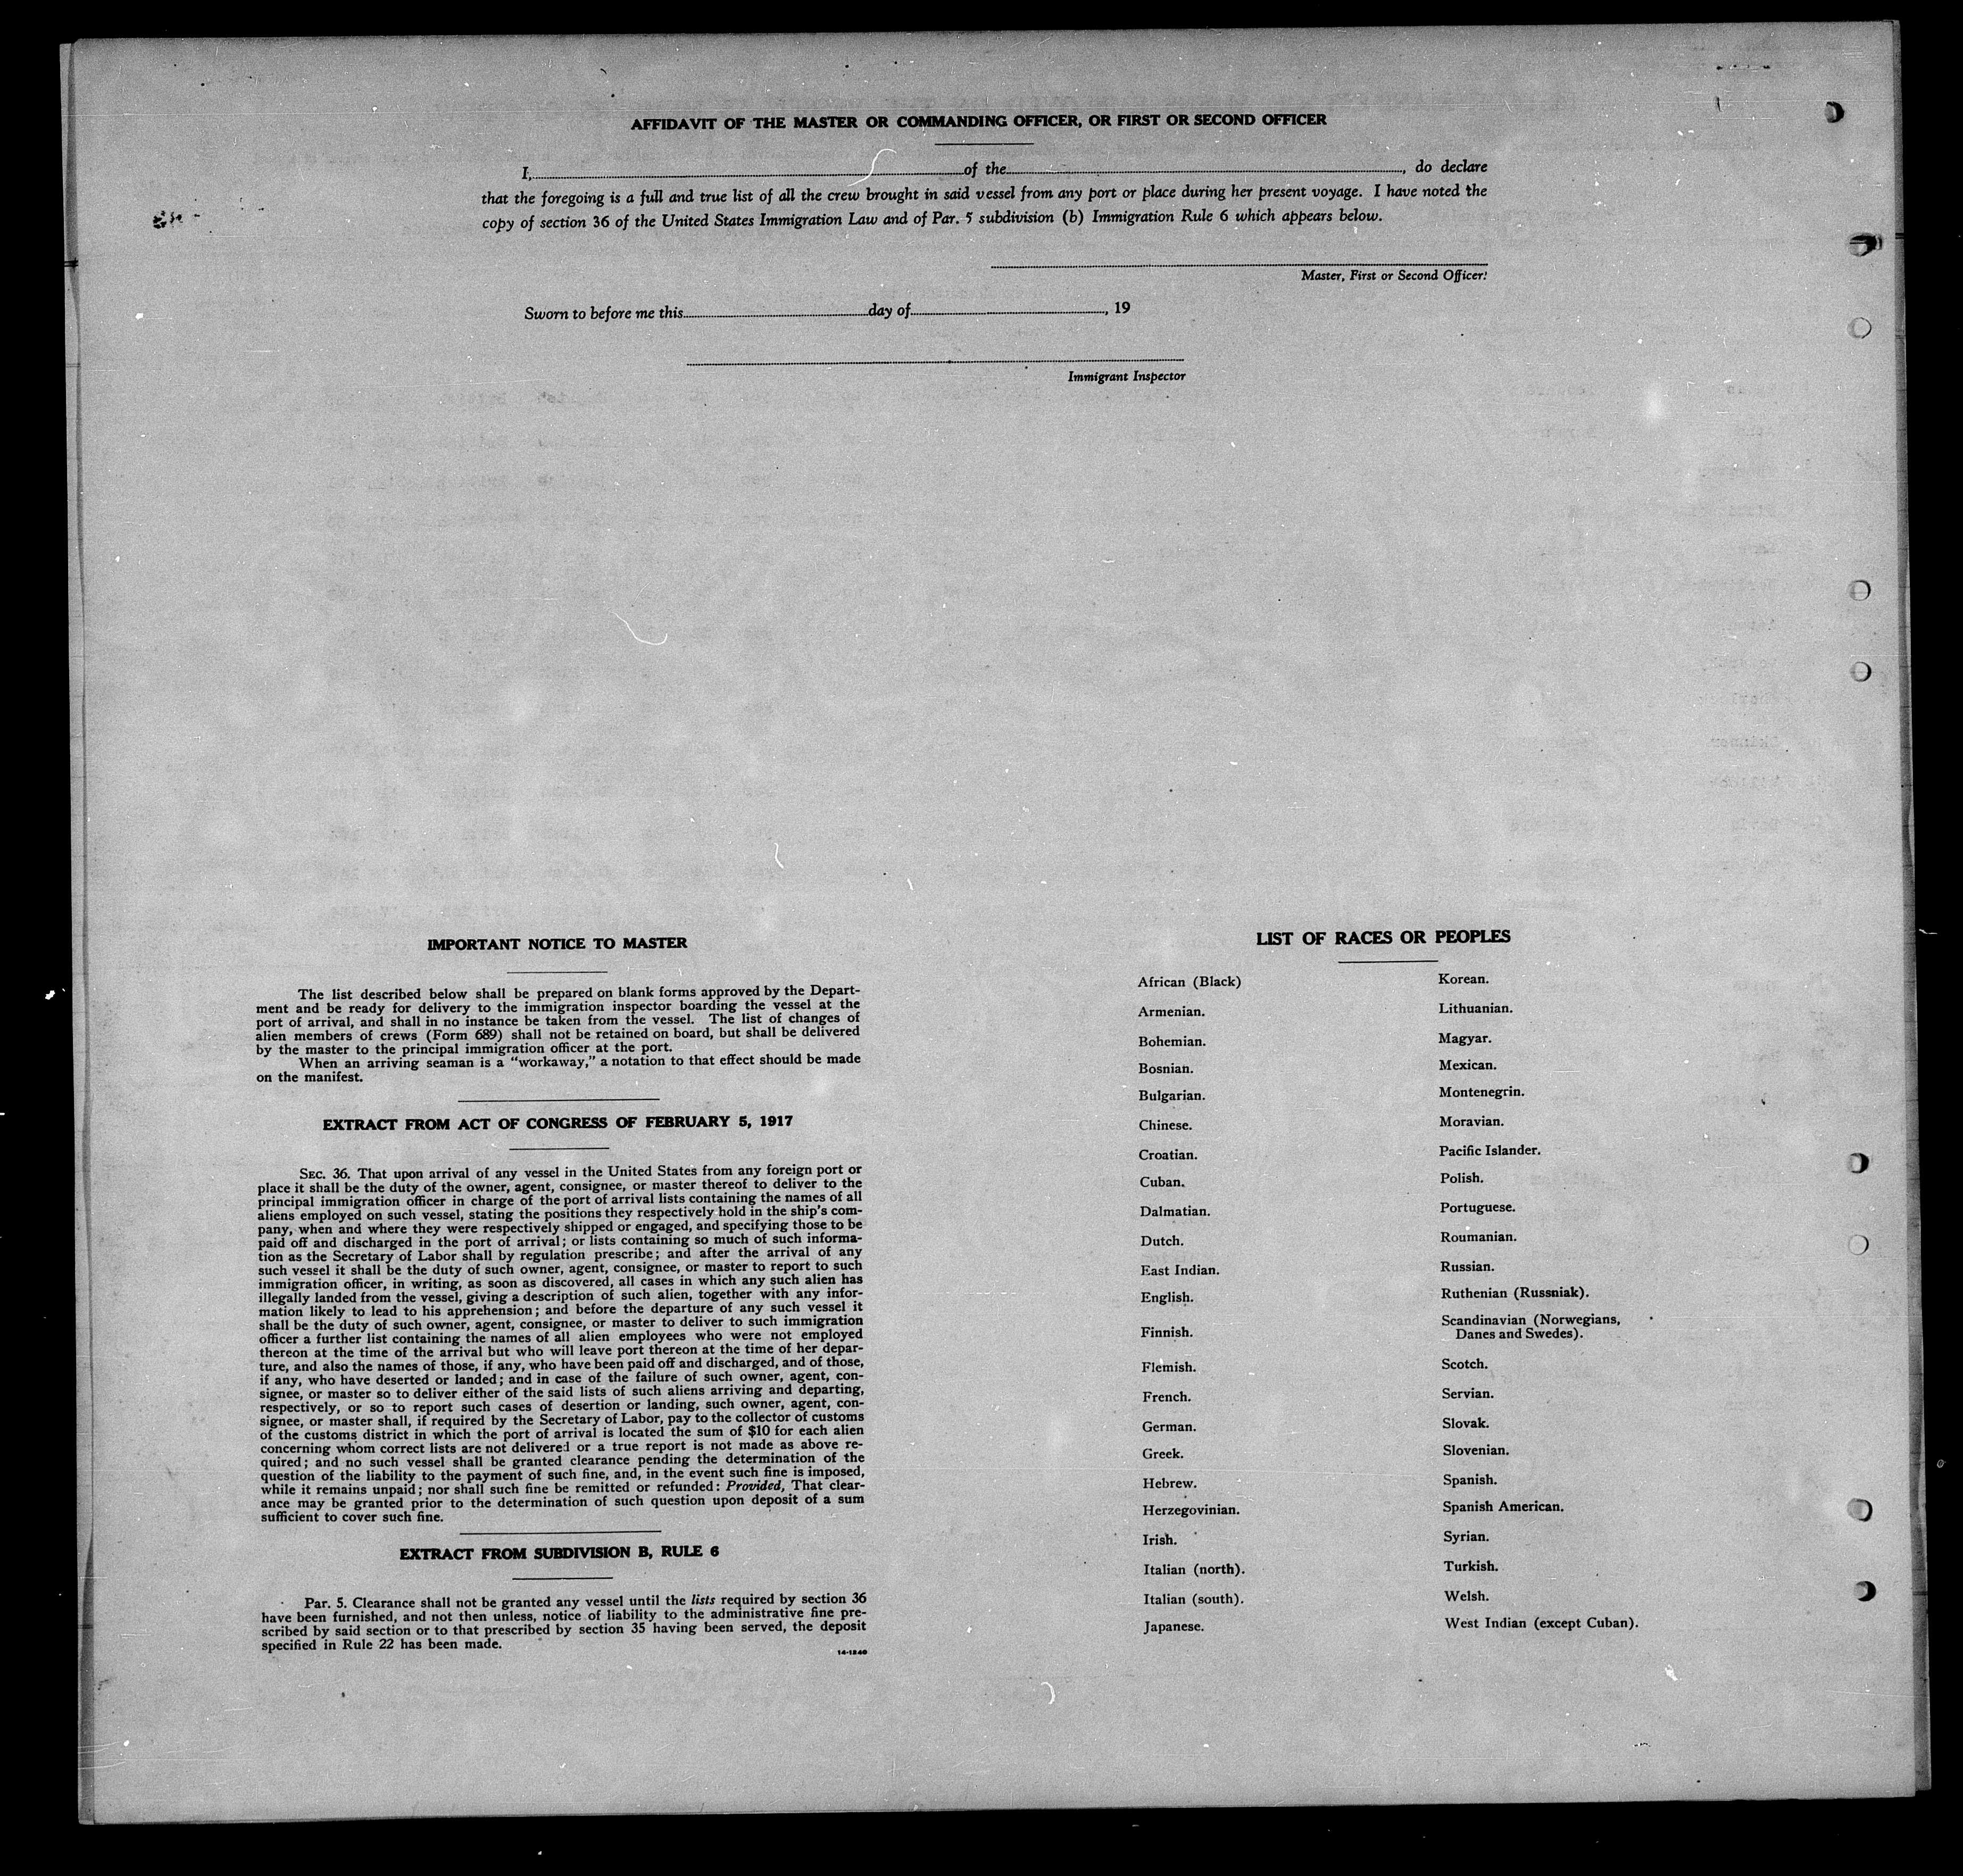 AFFIDAVIT OF THE MASTER OR COMMANDING OFFICER, OR FIRST OR SECOND OFFICER
I, of the , do declare
that the foregoing is a full and true list of all the crew brought in said vessel from any port or place during her present voyage. I have noted the
copy of section 36 of the United States Immigration Law and of Par. 5 subdivision (b) Immigration Rule 6 which appears below.
Master, First or Second Officer.
Sworn to before me this day of , 19
Immigrant Inspector
IMPORTANT NOTICE TO MASTER
The list described below shall be prepared on blank forms approved by the Depart-
ment and be ready for delivery to the immigration inspector boarding the vessel at the
port of arrival, and shall in no instance be taken from the vessel. The list of changes of
alien members of crews (Form 689) shall not be retained on board, but shall be delivered
by the master to the principal immigration officer at the port.
When an arriving seaman is a "workaway," a notation to that effect should be made
on the manifest.
EXTRACT FROM ACT OF CONGRESS OF FEBRUARY 5, 1917
SEC. 36. That upon arrival of any vessel in the United States from any foreign port or
place it shall be the duty of the owner, agent, consignee, or master thereof to deliver to the
principal immigration officer in charge of the port of arrival lists containing the names of all
aliens employed on such vessel, stating the positions they respectively hold in the ship's com-
pany, when and where they were respectively shipped or engaged, and specifying those to be
paid off and discharged in the port of arrival; or lists containing so much of such informa-
tion as the Secretary of Labor shall by regulation prescribe; and after the arrival of any
such vessel it shall be the duty of such owner, agent, consignee, or master to report to such
immigration officer, in writing, as soon as discovered, all cases in which any such alien has
illegally landed from the vessel, giving a description of such alien, together with any infor-
mation likely to lead to his apprehension; and before the departure of any such vessel it
shall be the duty of such owner, agent, consignee, or master to deliver to such immigration
officer a further list containing the names of all alien employees who were not employed
thereon at the time of the arrival but who will leave port thereon at the time of her depar-
ture, and also the names of those, if any, who have been paid off and discharged, and of those,
if any, who have deserted or landed; and in case of the failure of such owner, agent, con-
signee, or master so to deliver either of the said lists of such aliens arriving and departing,
respectively, or so to report such cases of desertion or landing, such owner, agent, con-
signee, or master shall, if required by the Secretary of Labor, pay to the collector of customs
of the customs district in which the port of arrival is located the sum of $10 for each alien
concerning whom correct lists are not delivered or a true report is not made as above re-
quired; and no such vessel shall be granted clearance pending the determination of the
question of the liability to the payment of such fine, and, in the event such fine is imposed,
while it remains unpaid; nor shall such fine be remitted or refunded: Provided, That clear-
ance may be granted prior to the determination of such question upon deposit of a sum
sufficient to cover such fine.
EXTRACT FROM SUBDIVISION B, RULE 6
Par. 5. Clearance shall not be granted any vessel until the lists required by section 36
have been furnished, and not then unless, notice of liability to the administrative fine pre-
scribed by said section or to that prescribed by section 35 having been served, the deposit
specified in Rule 22 has been made.
14-1240
LIST OF RACES OR PEOPLES
African (Black)
Armenian.
Bohemian.
Bosnian.
Bulgarian.
Chinese.
Croatian.
Cuban.
Dalmatian.
Dutch.
East Indian.
English.
Finnish.
Flemish.
French.
German.
Greek.
Hebrew.
Herzegovinian.
Irish.
Italian (north).
Italian (south).
Japanese.
Korean.
Lithuanian.
Magyar.
Mexican.
Montenegrin.
Moravian.
Pacific Islander.
Polish.
Portuguese.
Roumanian.
Russian.
Ruthenian (Russniak).
Scandinavian (Norwegians,
Danes and Swedes).
Scotch.
Servian.
Slovak.
Slovenian.
Spanish.
Spanish American.
Syrian.
Turkish.
Welsh.
West Indian (except Cuban).